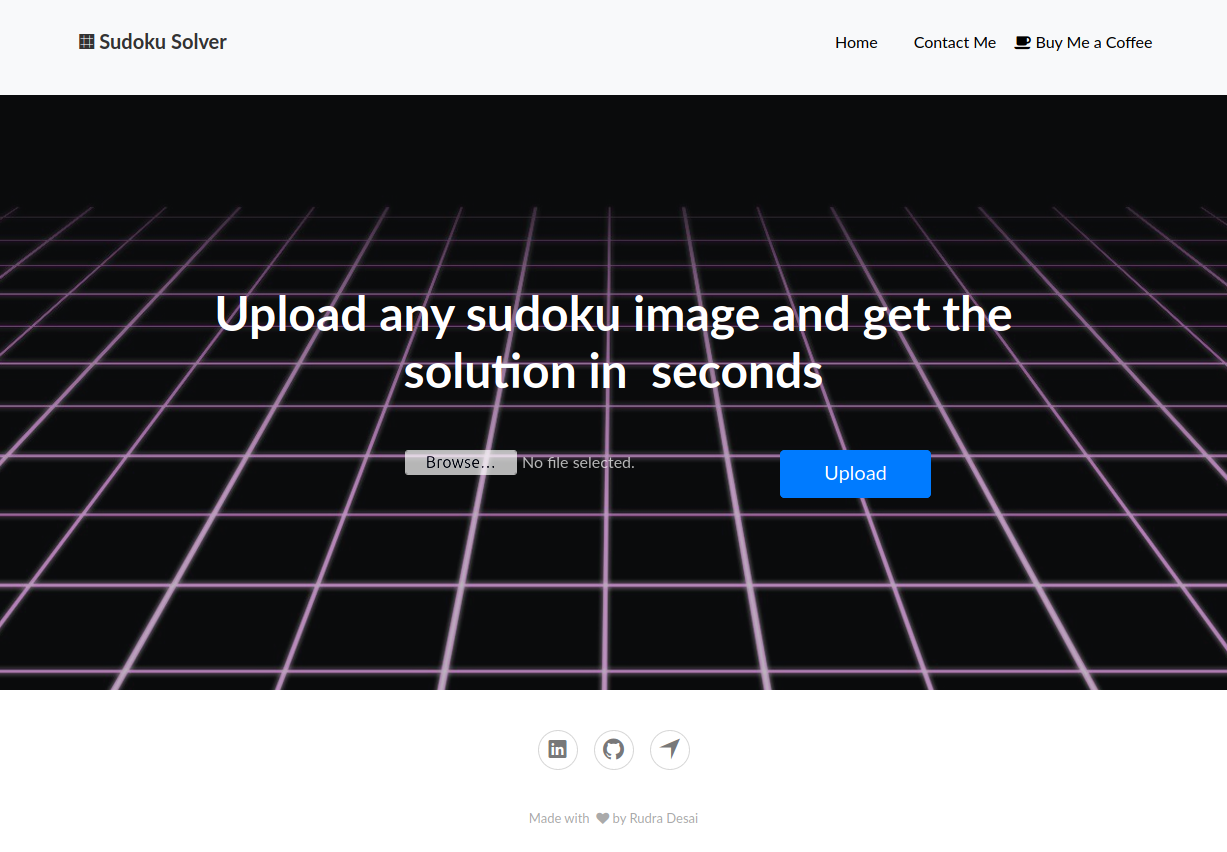 Sudoku Solver
Home Contact Me Buy Me a Coffee
Upload any sudoku image and get the
solution in seconds
Browse... No file selected.
Upload
Made with by Rudra Desai